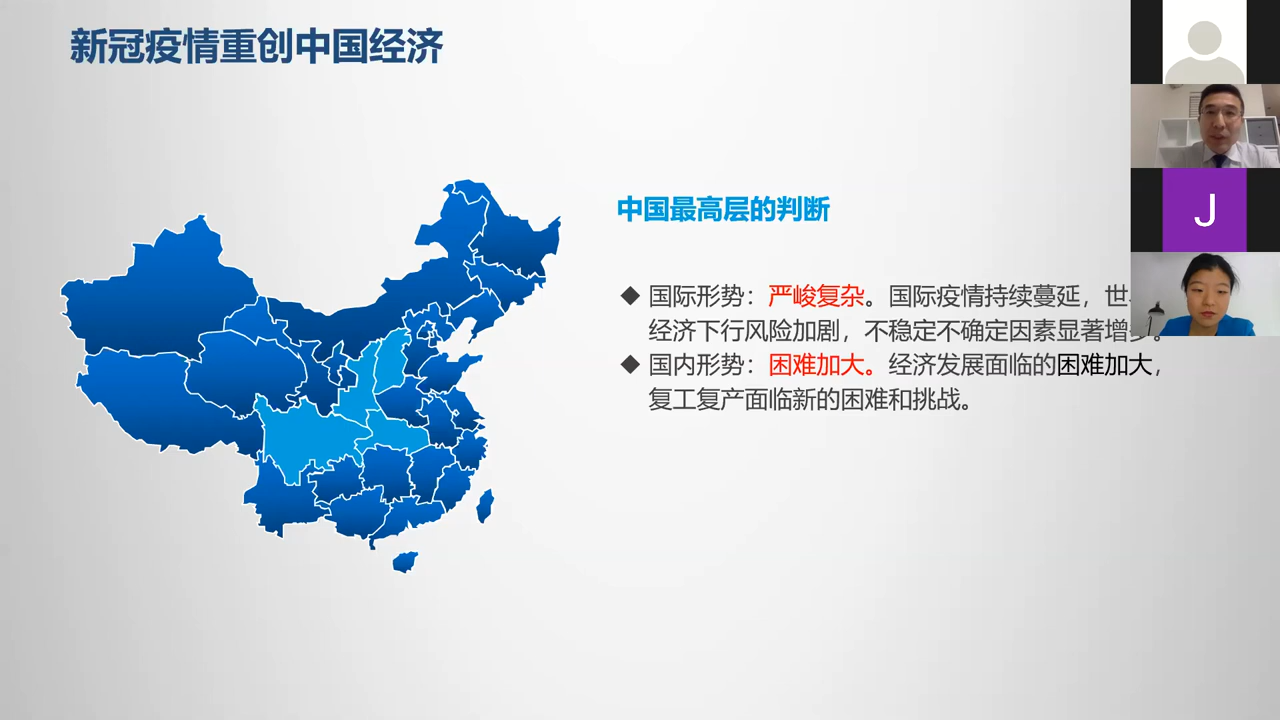 新冠疫情重创中国经济
中国最高层的判断
◆ 国际形势：严峻复杂。国际疫情持续蔓延，世
经济下行风险加剧，不稳定不确定因素显著增
◆ 国内形势：困难加大。经济发展面临的困难加大，
复工复产面临新的困难和挑战。
J